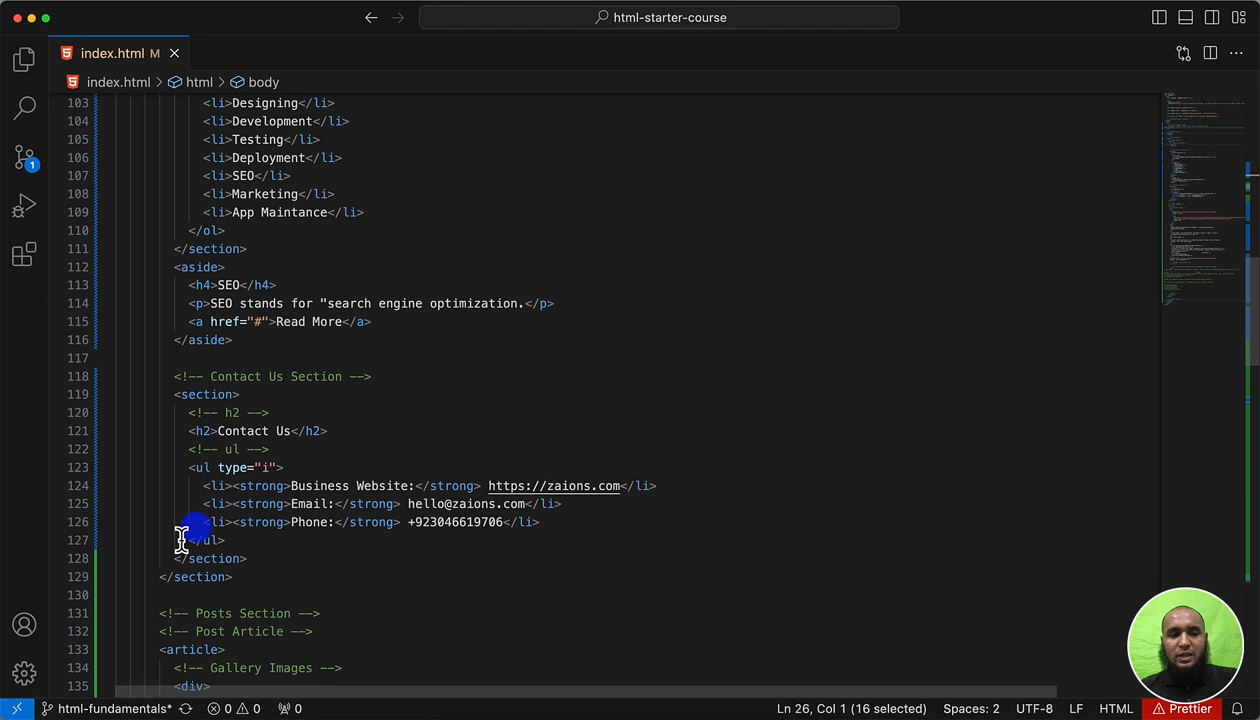 html-starter-course
index.html M
index.html > html > body
103 <li>Designing</li>
104 <li>Development</li>
105 <li>Testing</li>
106 <li>Deployment</li>
107 <li>SEO</li>
108 <li>Marketing</li>
109 <li>App Maintance</li>
110 </ol>
111 </section>
112 <aside>
113 <h4>SEO</h4>
114 <p>SEO stands for "search engine optimization.</p>
115 <a href="#">Read More</a>
116 </aside>
117
118 <!-- Contact Us Section -->
119 <section>
120 <!-- h2 -->
121 <h2>Contact Us</h2>
122 <!-- ul -->
123 <ul type="i">
124 <li><strong>Business Website:</strong> https://zaions.com</li>
125 <li><strong>Email:</strong> hello@zaions.com</li>
126 <li><strong>Phone:</strong> +923046619706</li>
127 </ul>
128 </section>
129 </section>
130
131 <!-- Posts Section -->
132 <!-- Post Article -->
133 <article>
134 <!-- Gallery Images -->
135 <div>
1
html-fundamentals* 0 0 0 Ln 26, Col 1 (16 selected) Spaces: 2 UTF-8 LF HTML Prettier